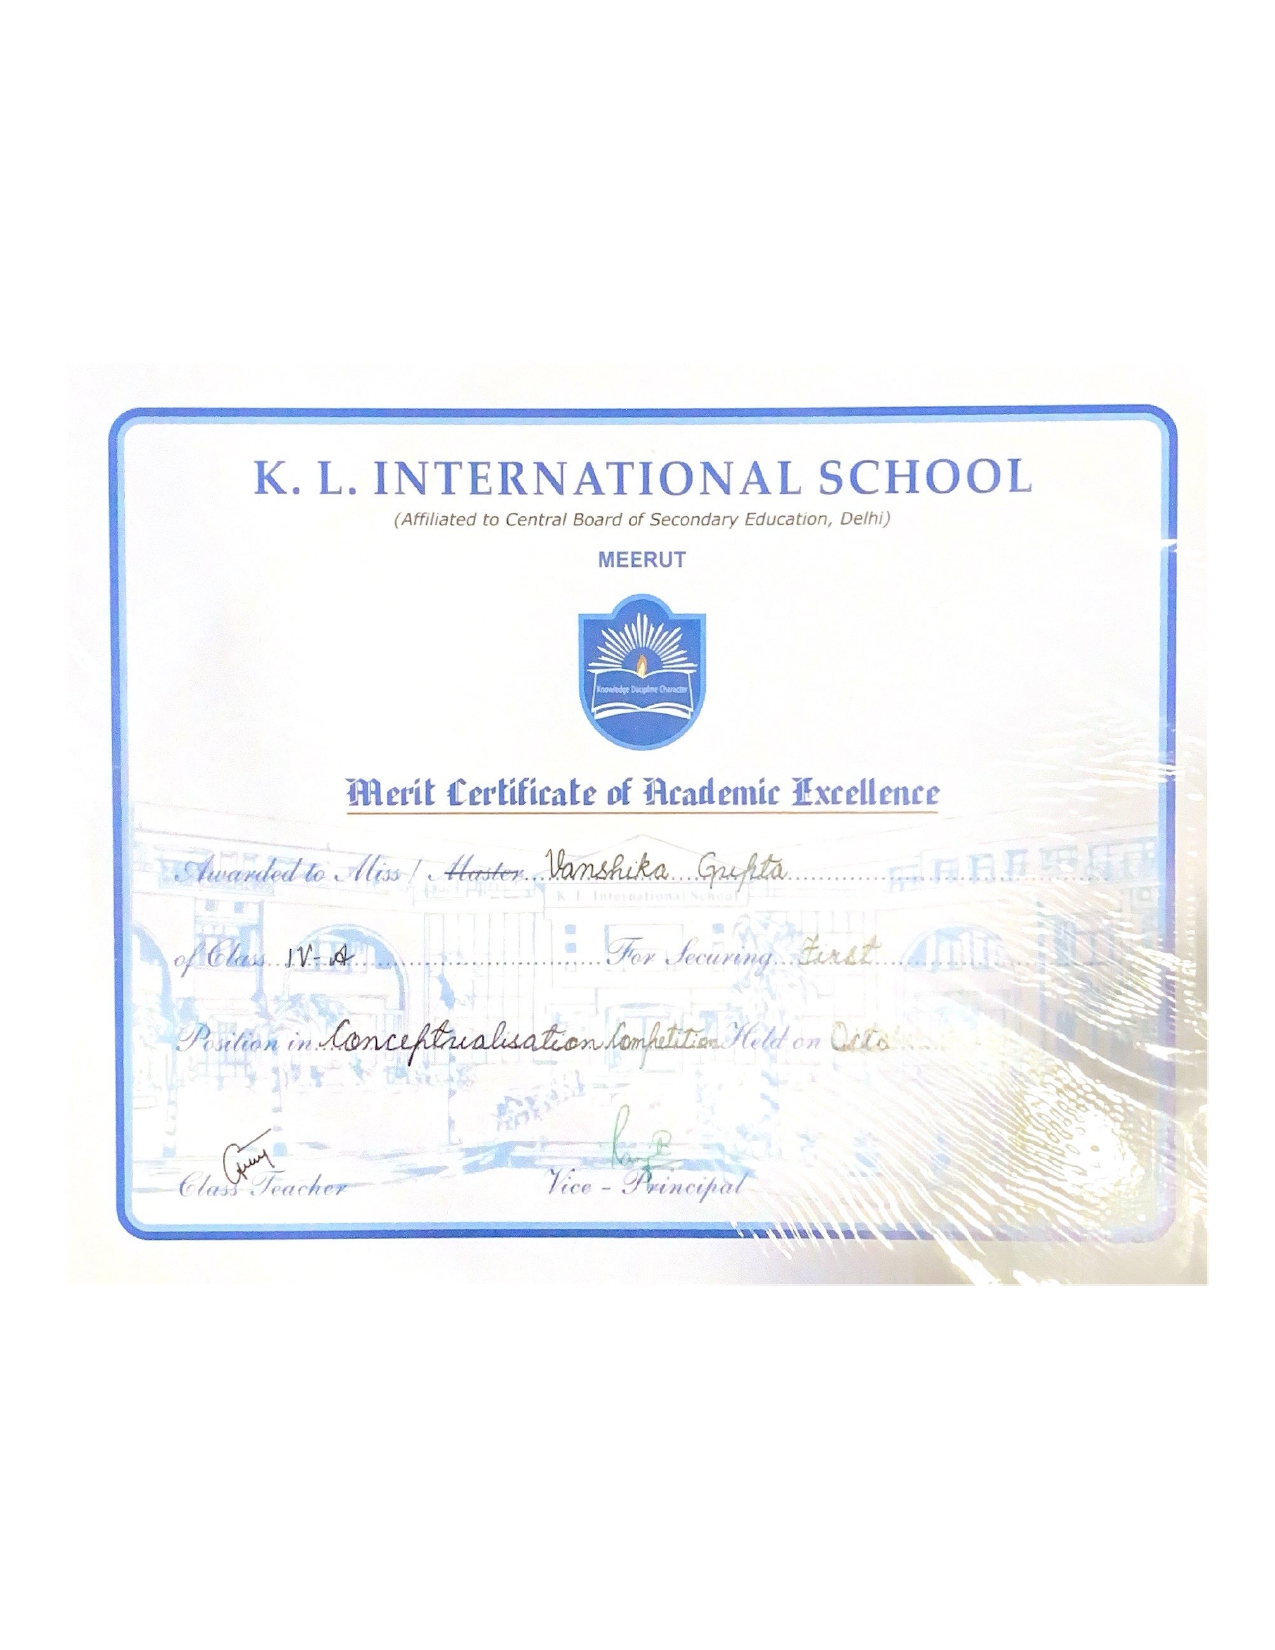 K. L. INTERNATIONAL SCHOOL
(Affiliated to Central Board of Secondary Education, Delhi)
MEERUT
Knowledge Discipline Character
Merit Certificate of Academic Excellence
Awarded to Miss / Master Vanshika Gupta
K. L. International School
of Class IV-A For Securing First
Position in Conceptualisation Competition Held on
Class Teacher Vice - Principal